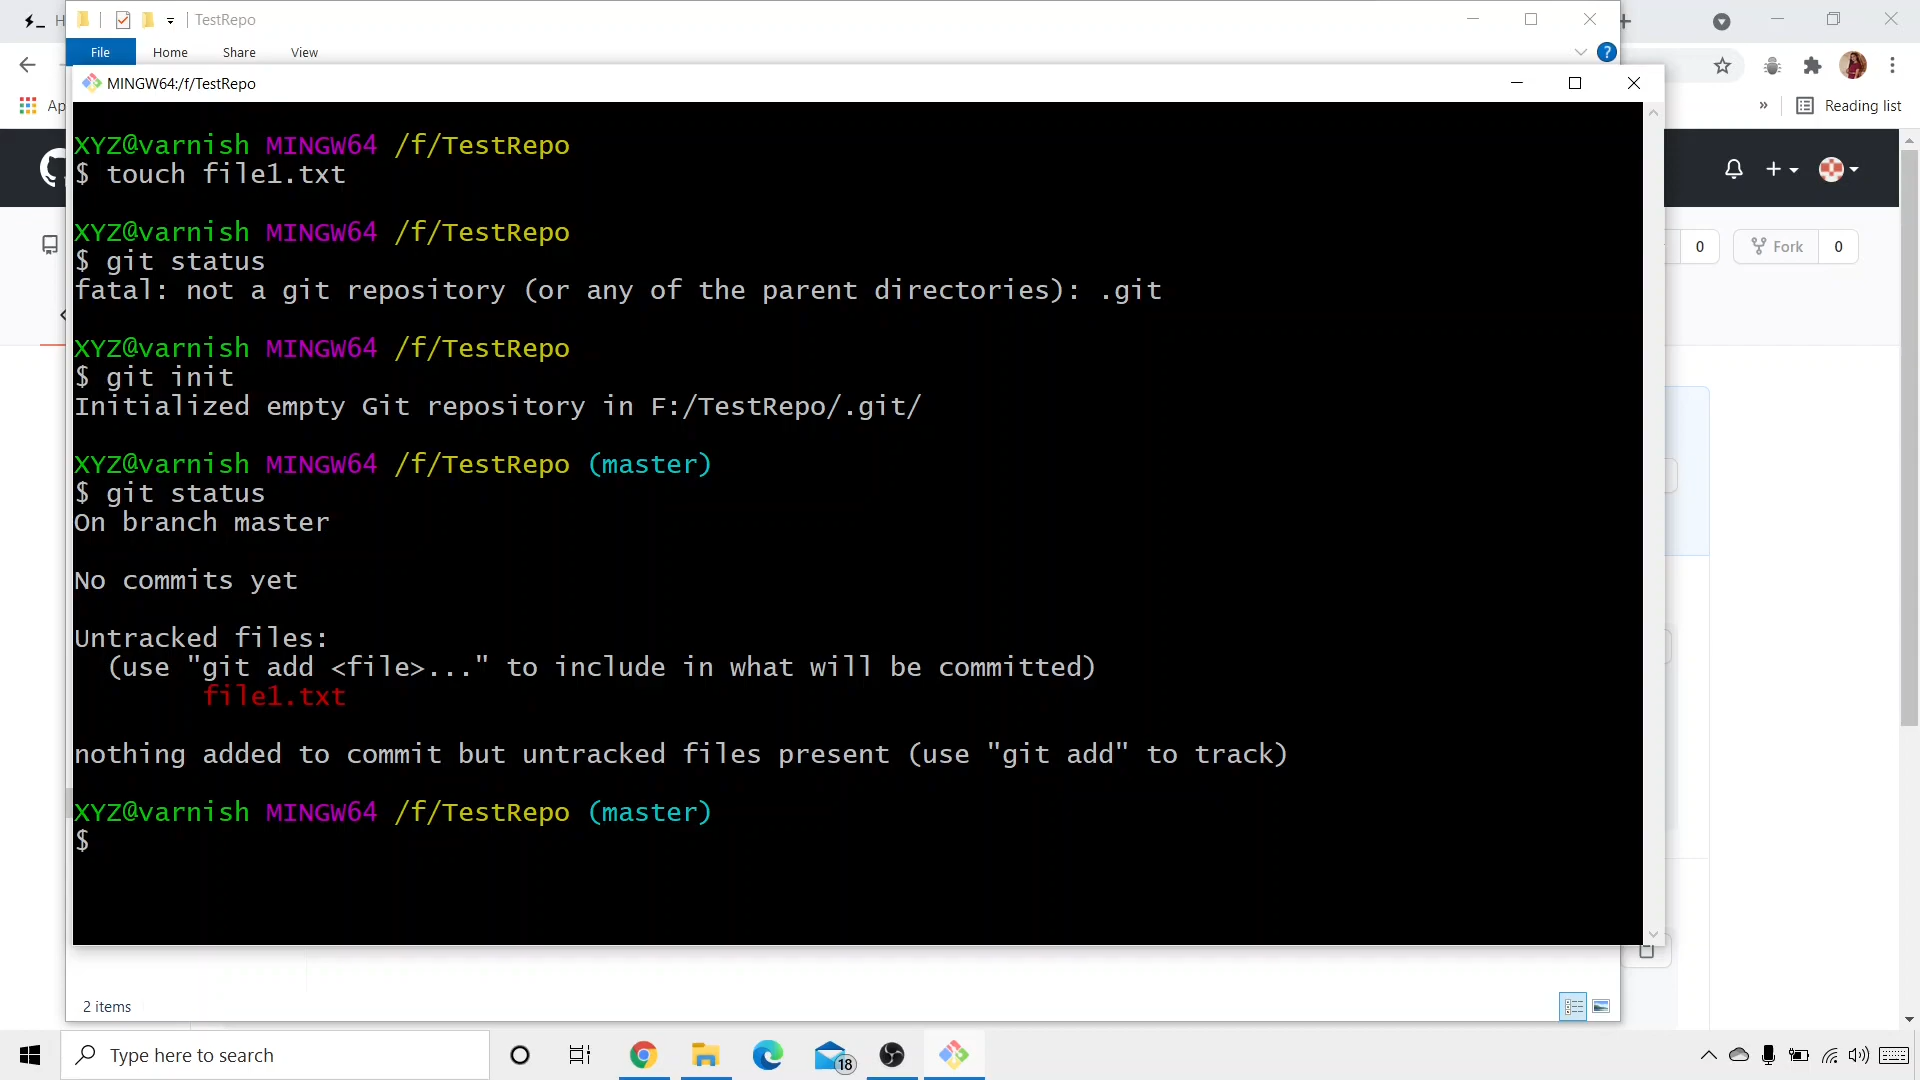 H
TestRepo
File Home Share View
?
MINGW64:/f/TestRepo
Ap
Reading list
XYZ@varnish MINGW64 /f/TestRepo
$ touch file1.txt
XYZ@varnish MINGW64 /f/TestRepo
$ git status
fatal: not a git repository (or any of the parent directories): .git
0 Fork 0
XYZ@varnish MINGW64 /f/TestRepo
$ git init
Initialized empty Git repository in F:/TestRepo/.git/
XYZ@varnish MINGW64 /f/TestRepo (master)
$ git status
On branch master
No commits yet
Untracked files:
(use "git add <file>..." to include in what will be committed)
file1.txt
nothing added to commit but untracked files present (use "git add" to track)
XYZ@varnish MINGW64 /f/TestRepo (master)
$
2 items
Type here to search
18